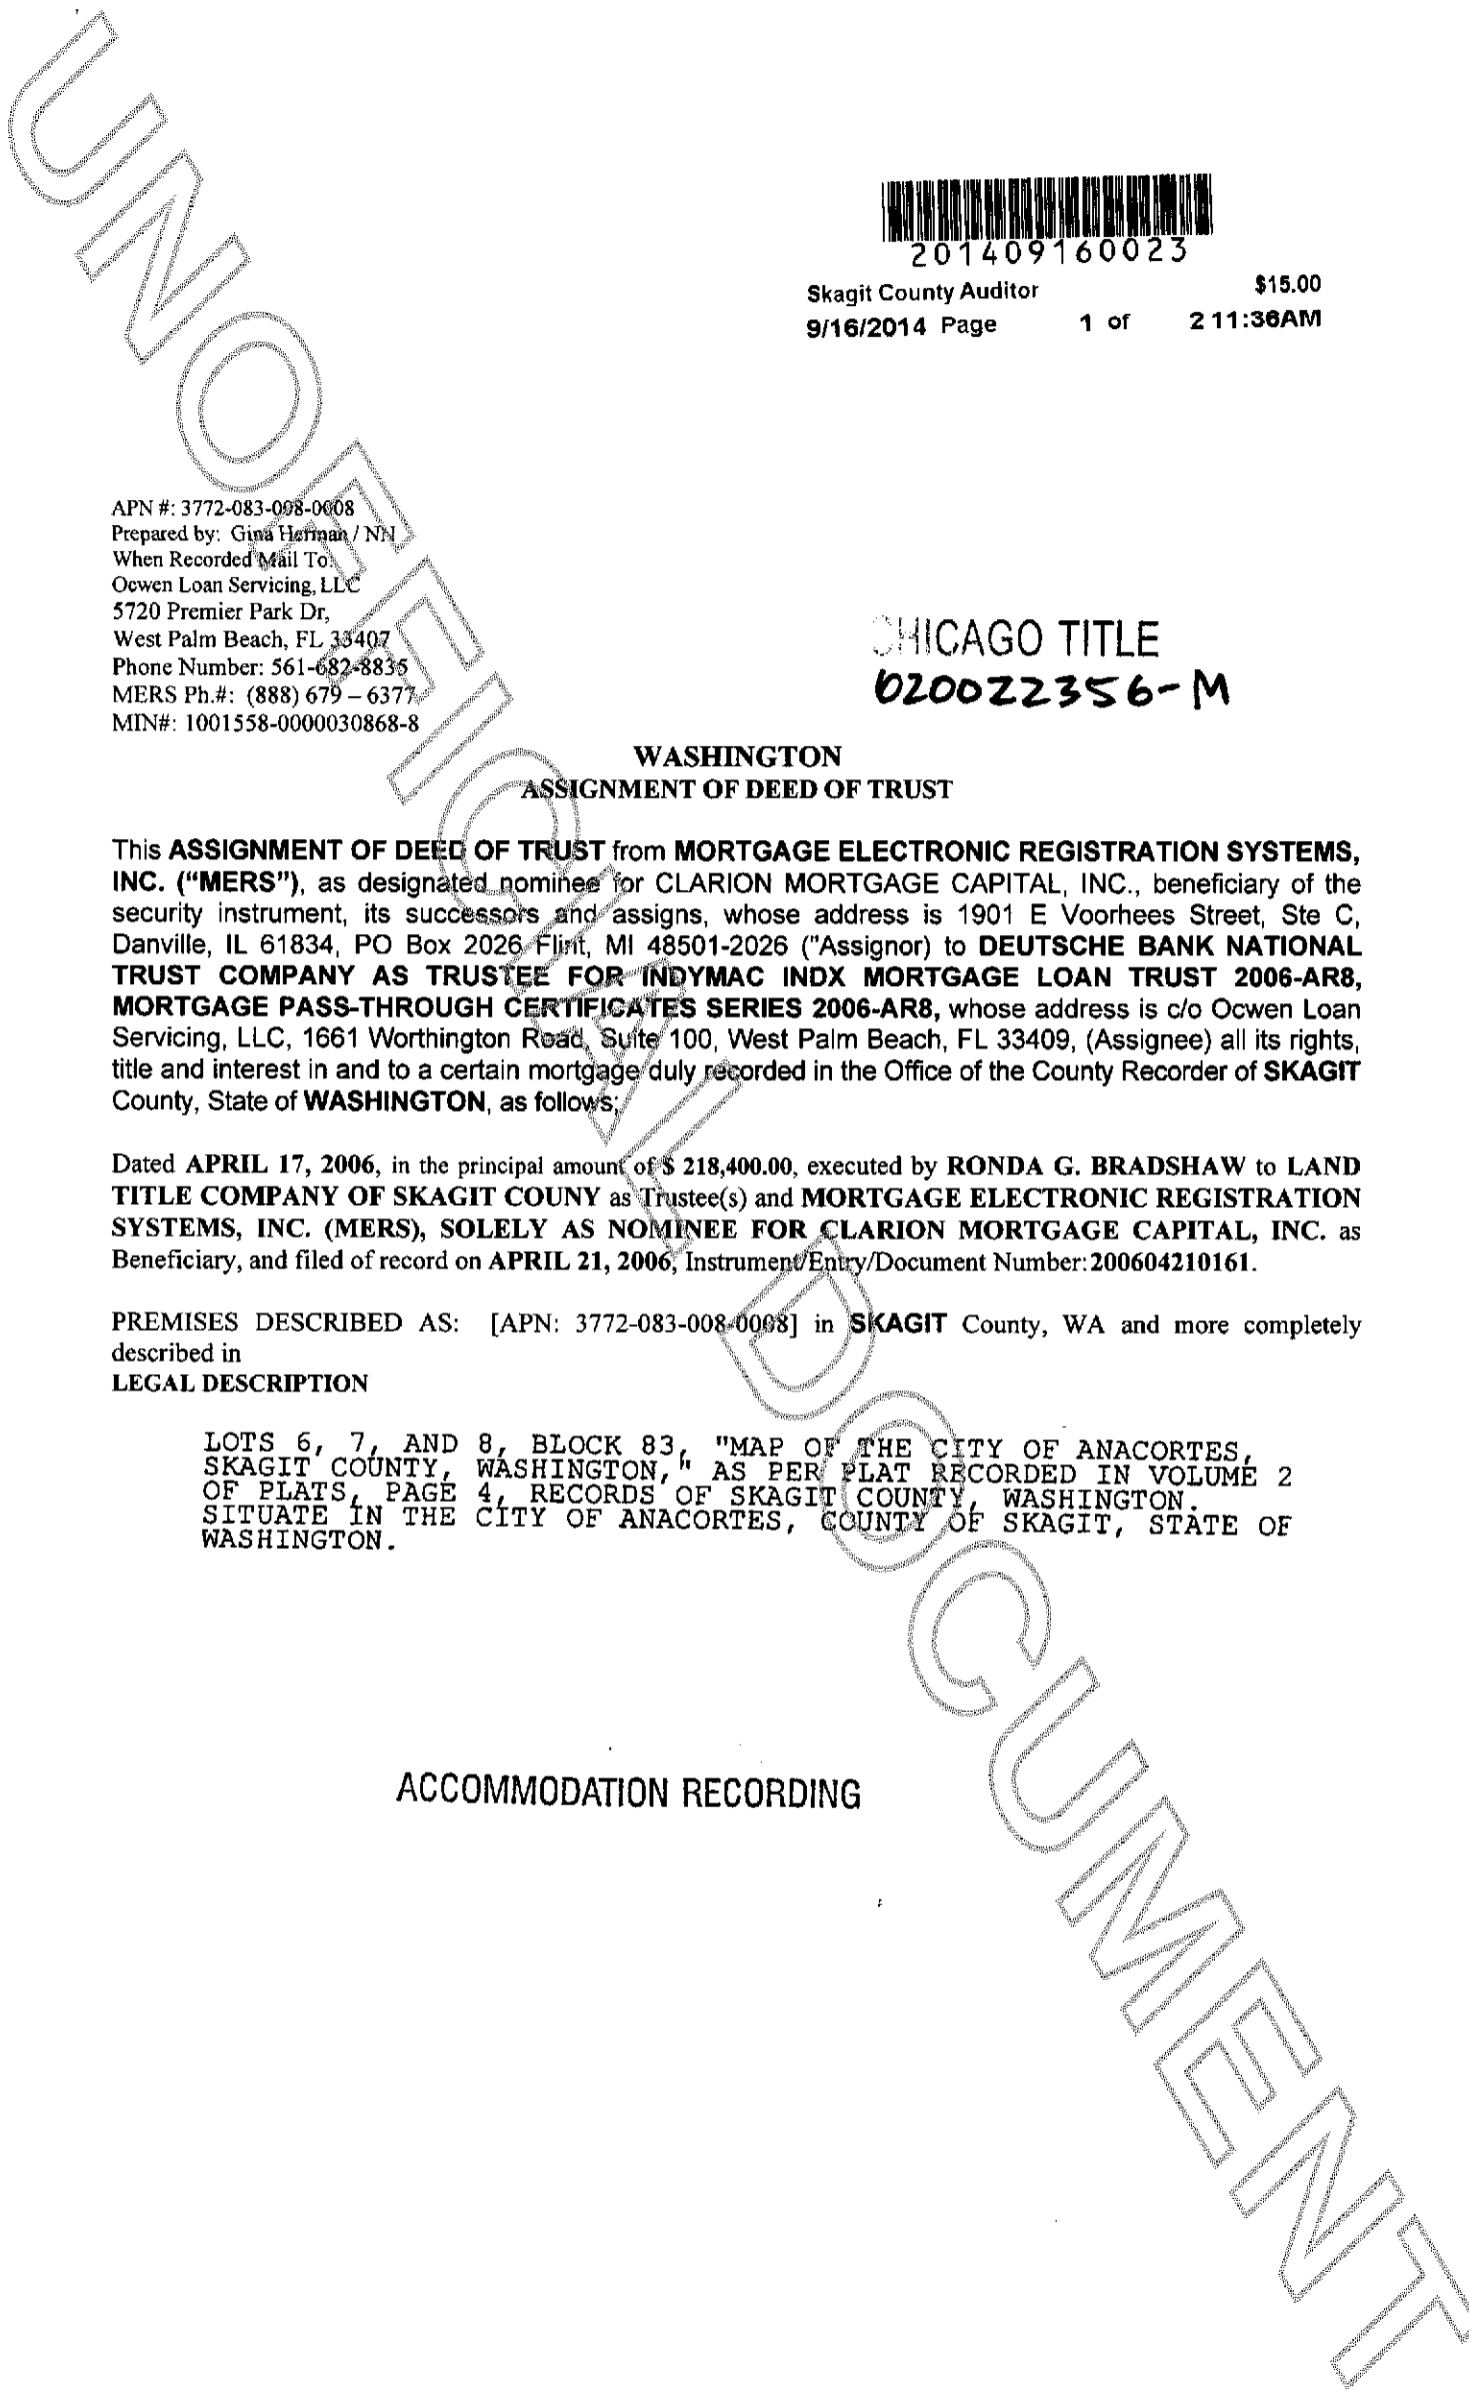 201409160023
Skagit County Auditor $15.00
9/16/2014 Page 1 of 2 11:36AM
APN #: 3772-083-008-0008
Prepared by: Gina Herman / NN
When Recorded Mail To:
Ocwen Loan Servicing, LLC
5720 Premier Park Dr,
West Palm Beach, FL 33407
Phone Number: 561-682-8835
MERS Ph.#: (888) 679 – 6377
MIN#: 1001558-0000030868-8
CHICAGO TITLE
620022356-M
WASHINGTON
ASSIGNMENT OF DEED OF TRUST
This ASSIGNMENT OF DEED OF TRUST from MORTGAGE ELECTRONIC REGISTRATION SYSTEMS,
INC. (“MERS”), as designated nominee for CLARION MORTGAGE CAPITAL, INC., beneficiary of the
security instrument, its successors and assigns, whose address is 1901 E Voorhees Street, Ste C,
Danville, IL 61834, PO Box 2026 Flint, MI 48501-2026 ("Assignor) to DEUTSCHE BANK NATIONAL
TRUST COMPANY AS TRUSTEE FOR INDYMAC INDX MORTGAGE LOAN TRUST 2006-AR8,
MORTGAGE PASS-THROUGH CERTIFICATES SERIES 2006-AR8, whose address is c/o Ocwen Loan
Servicing, LLC, 1661 Worthington Road, Suite 100, West Palm Beach, FL 33409, (Assignee) all its rights,
title and interest in and to a certain mortgage duly recorded in the Office of the County Recorder of SKAGIT
County, State of WASHINGTON, as follows;
Dated APRIL 17, 2006, in the principal amount of $ 218,400.00, executed by RONDA G. BRADSHAW to LAND
TITLE COMPANY OF SKAGIT COUNY as Trustee(s) and MORTGAGE ELECTRONIC REGISTRATION
SYSTEMS, INC. (MERS), SOLELY AS NOMINEE FOR CLARION MORTGAGE CAPITAL, INC. as
Beneficiary, and filed of record on APRIL 21, 2006, Instrument/Entry/Document Number:200604210161.
PREMISES DESCRIBED AS: [APN: 3772-083-008-0008] in SKAGIT County, WA and more completely
described in
LEGAL DESCRIPTION
LOTS 6, 7, AND 8, BLOCK 83, "MAP OF THE CITY OF ANACORTES,
SKAGIT COUNTY, WASHINGTON," AS PER PLAT RECORDED IN VOLUME 2
OF PLATS, PAGE 4, RECORDS OF SKAGIT COUNTY, WASHINGTON.
SITUATE IN THE CITY OF ANACORTES, COUNTY OF SKAGIT, STATE OF
WASHINGTON.
ACCOMMODATION RECORDING
UNOFFICIAL DOCUMENT